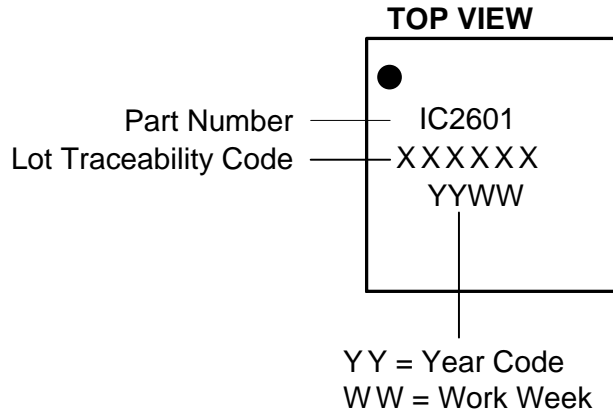 TOP VIEW
Part Number
IC2601
Lot Traceability Code
XXXXXX
YYWW
YY = Year Code
WW = Work Week